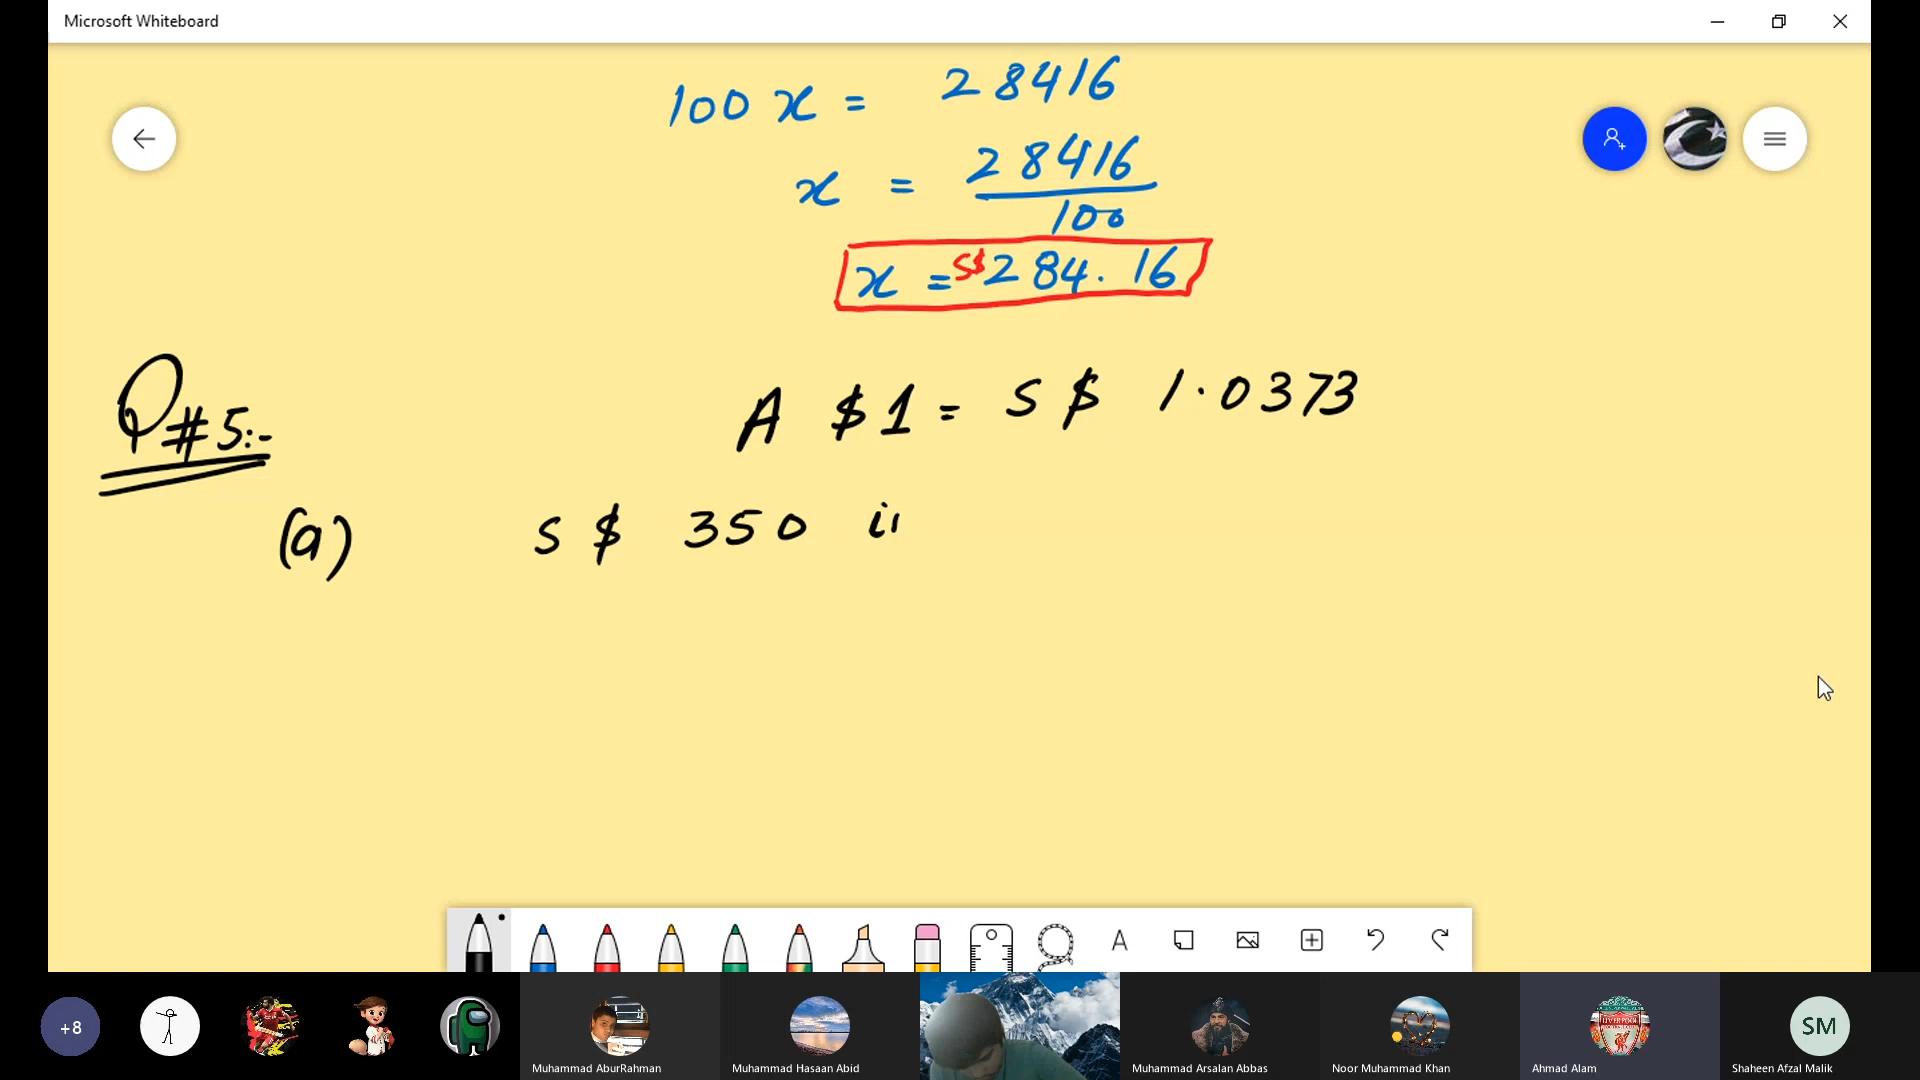 Microsoft Whiteboard
100 x = 28416
x = 28416
100
x = S$ 284.16
Q#5:-
A $1 = S $ 1.0373
(a) S $ 350
A
+8
LIVERPOOL
SM
Muhammad AburRahman
Muhammad Hasaan Abid
Muhammad Arsalan Abbas
Noor Muhammad Khan
Ahmad Alam
Shaheen Afzal Malik